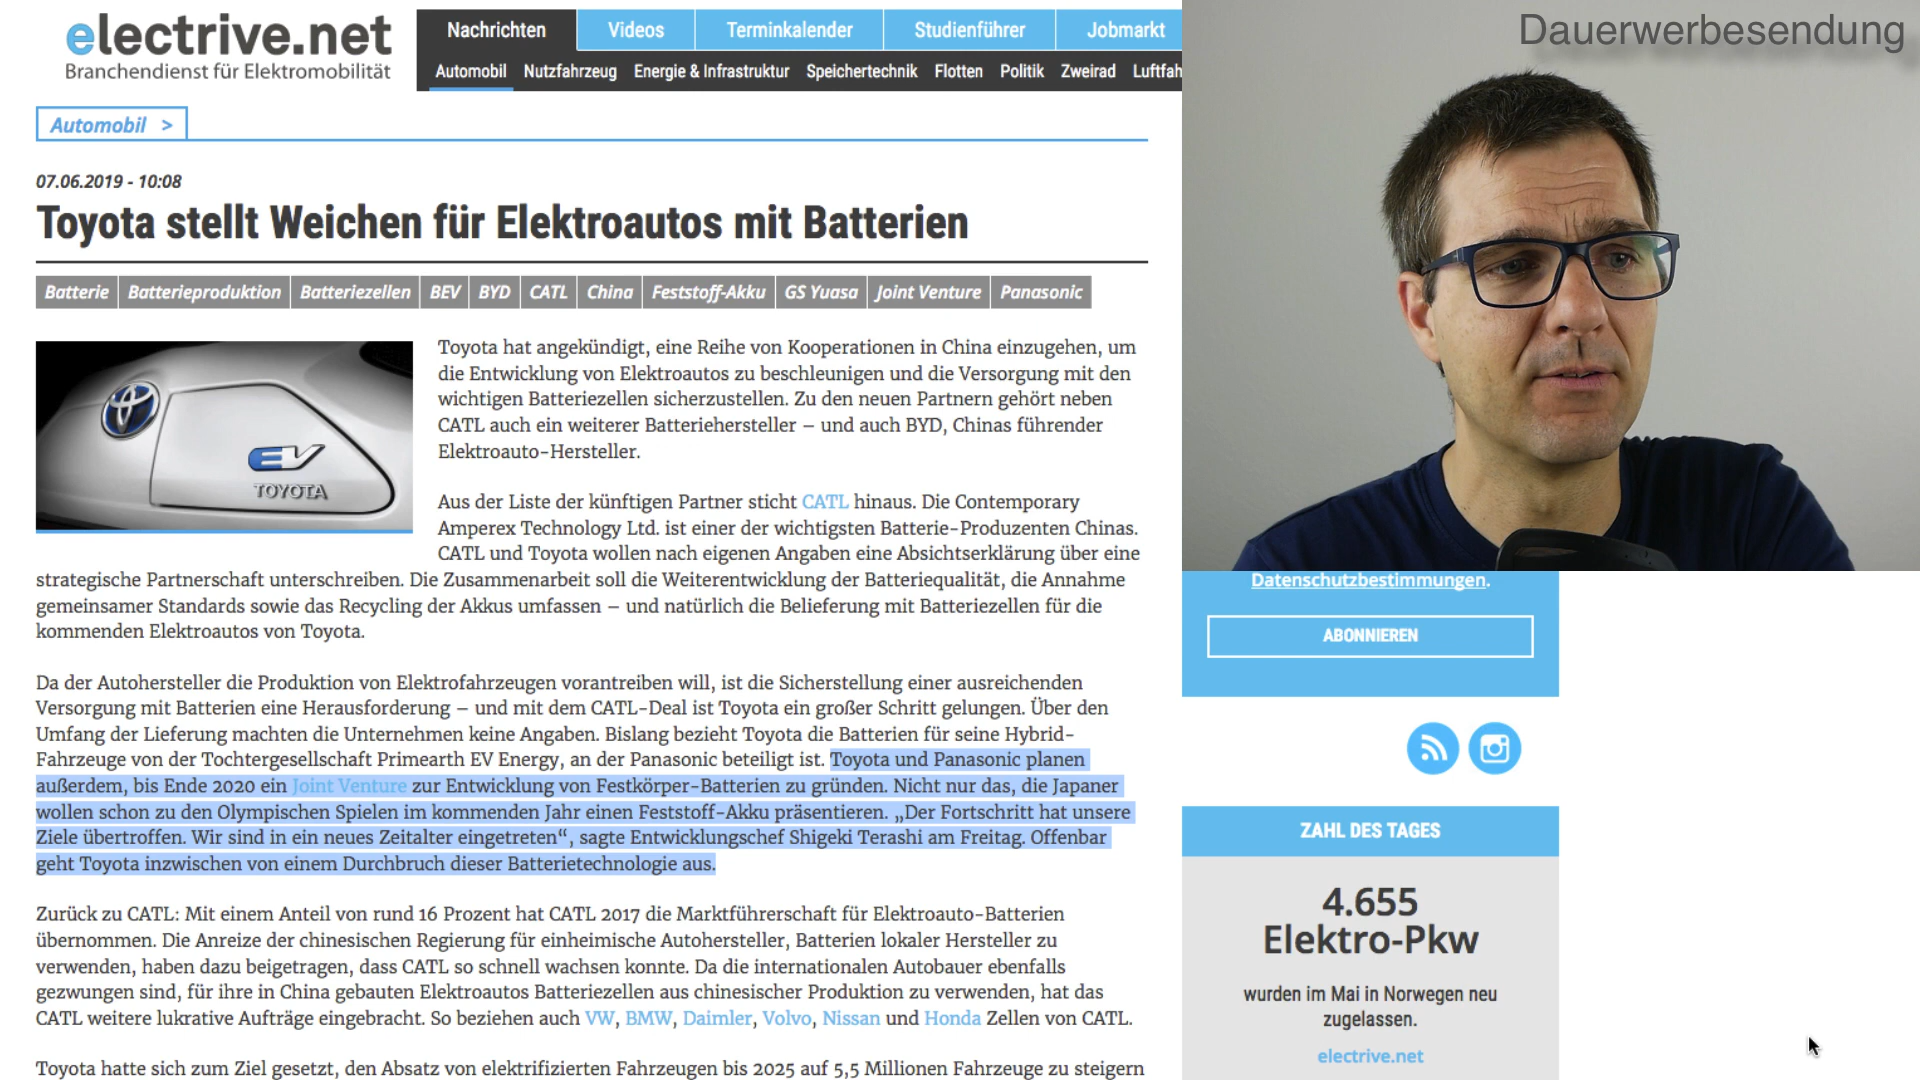 electrive.net
Branchendienst für Elektromobilität
Nachrichten Videos Terminkalender Studienführer Jobmarkt
Automobil Nutzfahrzeug Energie & Infrastruktur Speichertechnik Flotten Politik Zweirad Luftfah
Dauerwerbesendung
Automobil >
07.06.2019 - 10:08
Toyota stellt Weichen für Elektroautos mit Batterien
Batterie Batterieproduktion Batteriezellen BEV BYD CATL China Feststoff-Akku GS Yuasa Joint Venture Panasonic
EV
TOYOTA
Toyota hat angekündigt, eine Reihe von Kooperationen in China einzugehen, um
die Entwicklung von Elektroautos zu beschleunigen und die Versorgung mit den
wichtigen Batteriezellen sicherzustellen. Zu den neuen Partnern gehört neben
CATL auch ein weiterer Batteriehersteller – und auch BYD, Chinas führender
Elektroauto-Hersteller.
Aus der Liste der künftigen Partner sticht CATL hinaus. Die Contemporary
Amperex Technology Ltd. ist einer der wichtigsten Batterie-Produzenten Chinas.
CATL und Toyota wollen nach eigenen Angaben eine Absichtserklärung über eine
strategische Partnerschaft unterschreiben. Die Zusammenarbeit soll die Weiterentwicklung der Batteriequalität, die Annahme
gemeinsamer Standards sowie das Recycling der Akkus umfassen – und natürlich die Belieferung mit Batteriezellen für die
kommenden Elektroautos von Toyota.
Da der Autohersteller die Produktion von Elektrofahrzeugen vorantreiben will, ist die Sicherstellung einer ausreichenden
Versorgung mit Batterien eine Herausforderung – und mit dem CATL-Deal ist Toyota ein großer Schritt gelungen. Über den
Umfang der Lieferung machten die Unternehmen keine Angaben. Bislang bezieht Toyota die Batterien für seine Hybrid-
Fahrzeuge von der Tochtergesellschaft Primearth EV Energy, an der Panasonic beteiligt ist. Toyota und Panasonic planen
außerdem, bis Ende 2020 ein Joint Venture zur Entwicklung von Festkörper-Batterien zu gründen. Nicht nur das, die Japaner
wollen schon zu den Olympischen Spielen im kommenden Jahr einen Feststoff-Akku präsentieren. „Der Fortschritt hat unsere
Ziele übertroffen. Wir sind in ein neues Zeitalter eingetreten“, sagte Entwicklungschef Shigeki Terashi am Freitag. Offenbar
geht Toyota inzwischen von einem Durchbruch dieser Batterietechnologie aus.
Zurück zu CATL: Mit einem Anteil von rund 16 Prozent hat CATL 2017 die Marktführerschaft für Elektroauto-Batterien
übernommen. Die Anreize der chinesischen Regierung für einheimische Autohersteller, Batterien lokaler Hersteller zu
verwenden, haben dazu beigetragen, dass CATL so schnell wachsen konnte. Da die internationalen Autobauer ebenfalls
gezwungen sind, für ihre in China gebauten Elektroautos Batteriezellen aus chinesischer Produktion zu verwenden, hat das
CATL weitere lukrative Aufträge eingebracht. So beziehen auch VW, BMW, Daimler, Volvo, Nissan und Honda Zellen von CATL.
Toyota hatte sich zum Ziel gesetzt, den Absatz von elektrifizierten Fahrzeugen bis 2025 auf 5,5 Millionen Fahrzeuge zu steigern
Datenschutzbestimmungen.
ABONNIEREN
ZAHL DES TAGES
4.655
Elektro-Pkw
wurden im Mai in Norwegen neu
zugelassen.
electrive.net